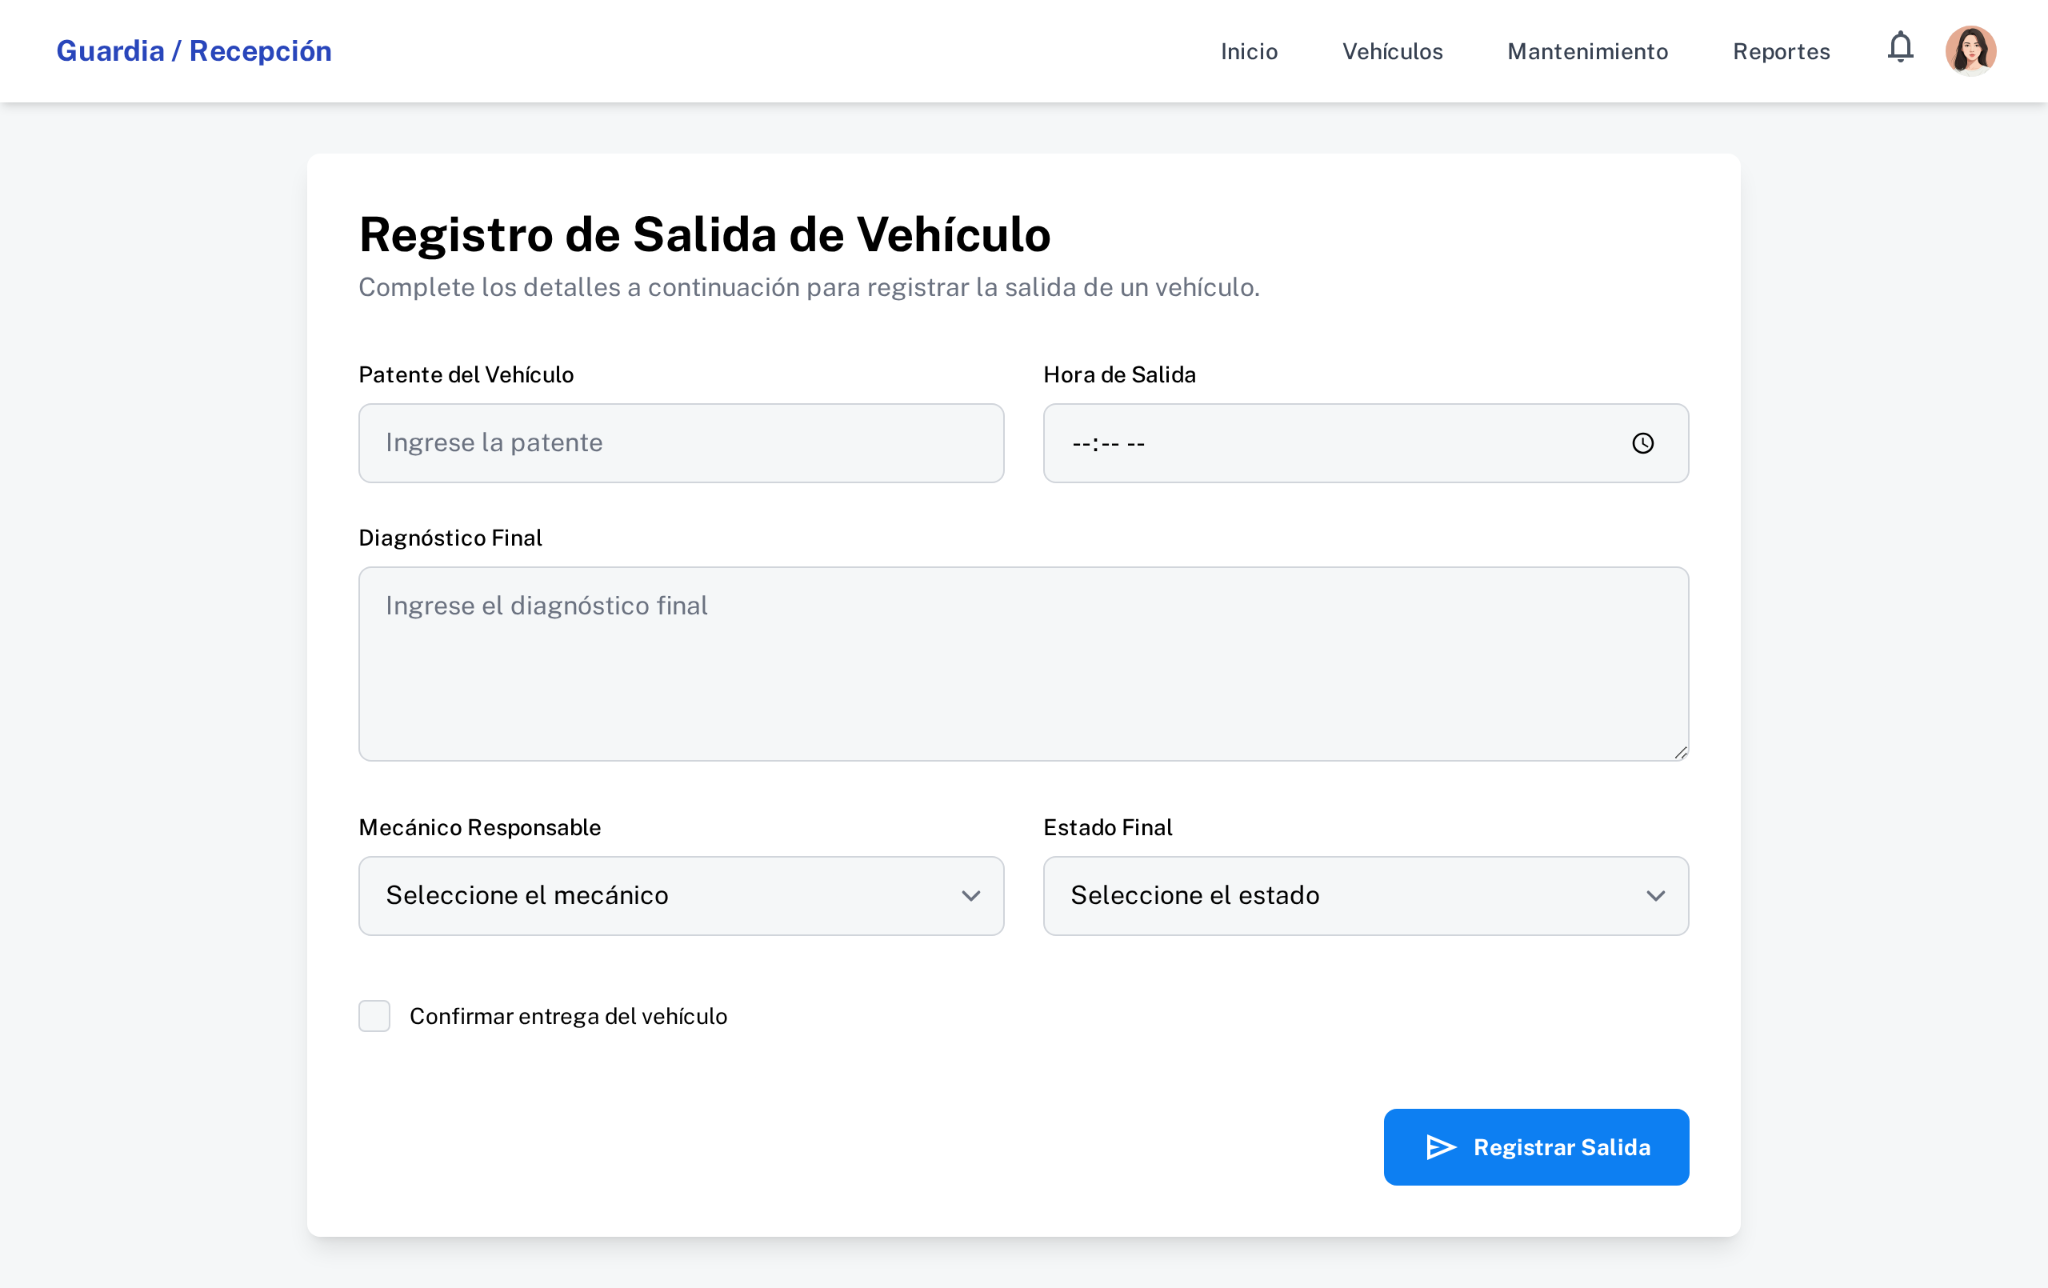 Guardia / Recepción
Inicio
Vehículos
Mantenimiento
Reportes
Registro de Salida de Vehículo
Complete los detalles a continuación para registrar la salida de un vehículo.
Patente del Vehículo
Hora de Salida
Ingrese la patente
--:-- --
Diagnóstico Final
Ingrese el diagnóstico final
Mecánico Responsable
Estado Final
Seleccione el mecánico
Seleccione el estado
Confirmar entrega del vehículo
Registrar Salida